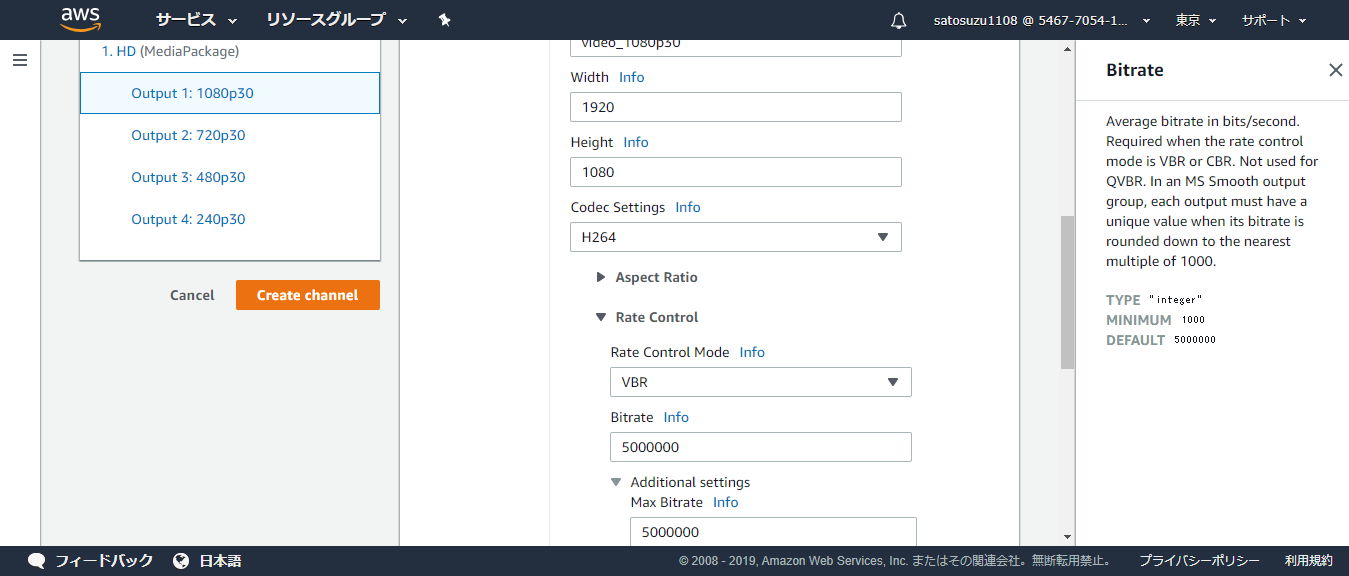 aws
サービス
リソースグループ
satosuzu1108 @ 5467-7054-1...
東京
サポート
1. HD (MediaPackage)
Output 1: 1080p30
Output 2: 720p30
Output 3: 480p30
Output 4: 240p30
Cancel
Create channel
video_1080p30
Width Info
1920
Height Info
1080
Codec Settings Info
H264
Aspect Ratio
Rate Control
Rate Control Mode Info
VBR
Bitrate Info
5000000
Additional settings
Max Bitrate Info
5000000
Bitrate
Average bitrate in bits/second.
Required when the rate control
mode is VBR or CBR. Not used for
QVBR. In an MS Smooth output
group, each output must have a
unique value when its bitrate is
rounded down to the nearest
multiple of 1000.
TYPE "integer"
MINIMUM 1000
DEFAULT 5000000
フィードバック
日本語
© 2008 - 2019, Amazon Web Services, Inc. またはその関連会社。無断転用禁止。
プライバシーポリシー
利用規約